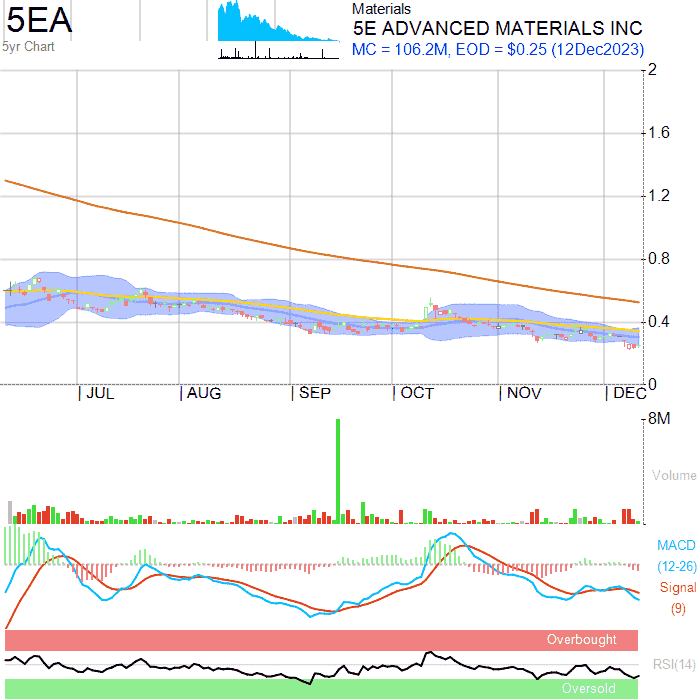 5EA
5yr Chart
Materials
5E ADVANCED MATERIALS INC
MC = 106.2M, EOD = $0.25 (12Dec2023)
2
1.6
1.2
0.8
0.4
0
JUL
AUG
SEP
OCT
NOV
DEC
8M
Volume
MACD
(12-26)
Signal
(9)
Overbought
RSI(14)
Oversold